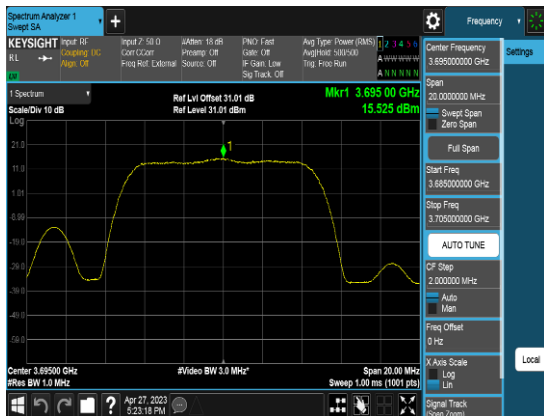 Spectrum Analyzer 1
Swept SA
+
Frequency
KEYSIGHT
RL
Input: RF
Coupling: DC
Align: Off
Input Z: 50 Ω
Corr CCorr
Freq Ref: External
#Atten: 18 dB
Preamp: Off
Source: Off
PNO: Fast
Gate: Off
IF Gain: Low
Sig Track: Off
Avg Type: Power (RMS)
Avg|Hold: 500/500
Trig: Free Run
1 2 3 4 5 6
A W W W W W
A N N N N N
1 Spectrum
Scale/Div 10 dB
Log
Ref Lvl Offset 31.01 dB
Ref Level 31.01 dBm
Mkr1 3.695 00 GHz
15.525 dBm
1
21.0
11.0
1.01
-8.99
-19.0
-29.0
-39.0
-49.0
-59.0
Center 3.69500 GHz
#Res BW 1.0 MHz
#Video BW 3.0 MHz*
Span 20.00 MHz
Sweep 1.00 ms (1001 pts)
Apr 27, 2023
5:23:18 PM
?
Center Frequency
3.695000000 GHz
Span
20.0000000 MHz
Swept Span
Zero Span
Full Span
Start Freq
3.685000000 GHz
Stop Freq
3.705000000 GHz
AUTO TUNE
CF Step
2.000000 MHz
Auto
Man
Freq Offset
0 Hz
X Axis Scale
Log
Lin
Signal Track
(Span Zoom)
Settings
Local